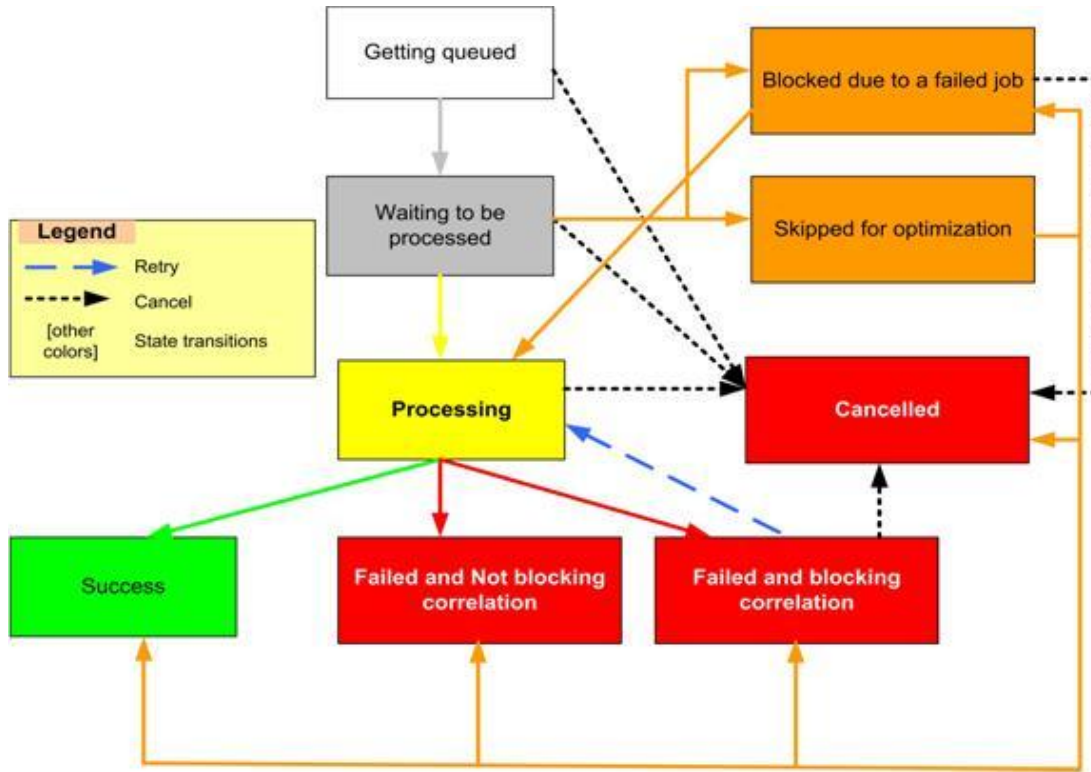 Getting queued
Blocked due to a failed job
Waiting to be
processed
Skipped for optimization
Legend
Retry
Cancel
[other
colors]
State transitions
Processing
Cancelled
Success
Failed and Not blocking
correlation
Failed and blocking
correlation